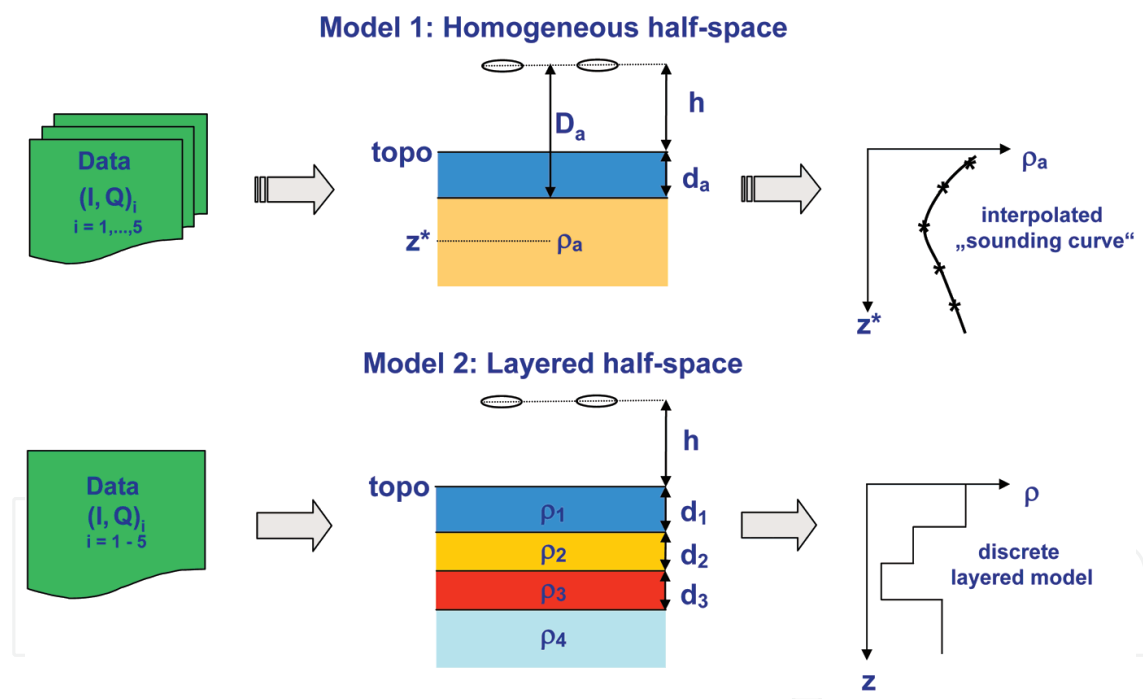 Model 1: Homogeneous half-space
Data
(I, Q)i
i = 1,...,5
h
Da
topo
da
z*
ρa
ρa
interpolated
„sounding curve“
z*
Model 2: Layered half-space
Data
(I, Q)i
i = 1 - 5
h
topo
ρ1
d1
ρ2
d2
ρ3
d3
ρ4
ρ
discrete
layered model
z